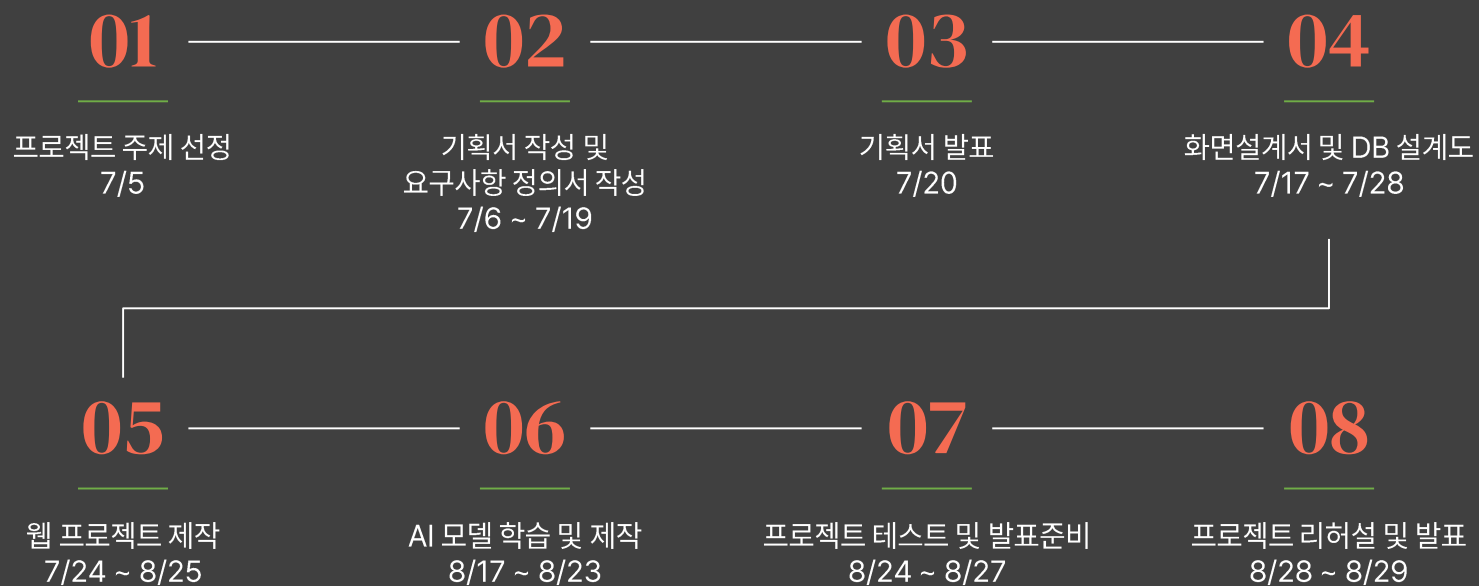 01
프로젝트 주제 선정
7/5
02
기획서 작성 및
요구사항 정의서 작성
7/6 ~ 7/19
03
기획서 발표
7/20
04
화면설계서 및 DB 설계도
7/17 ~ 7/28
05
웹 프로젝트 제작
7/24 ~ 8/25
06
AI 모델 학습 및 제작
8/17 ~ 8/23
07
프로젝트 테스트 및 발표준비
8/24 ~ 8/27
08
프로젝트 리허설 및 발표
8/28 ~ 8/29